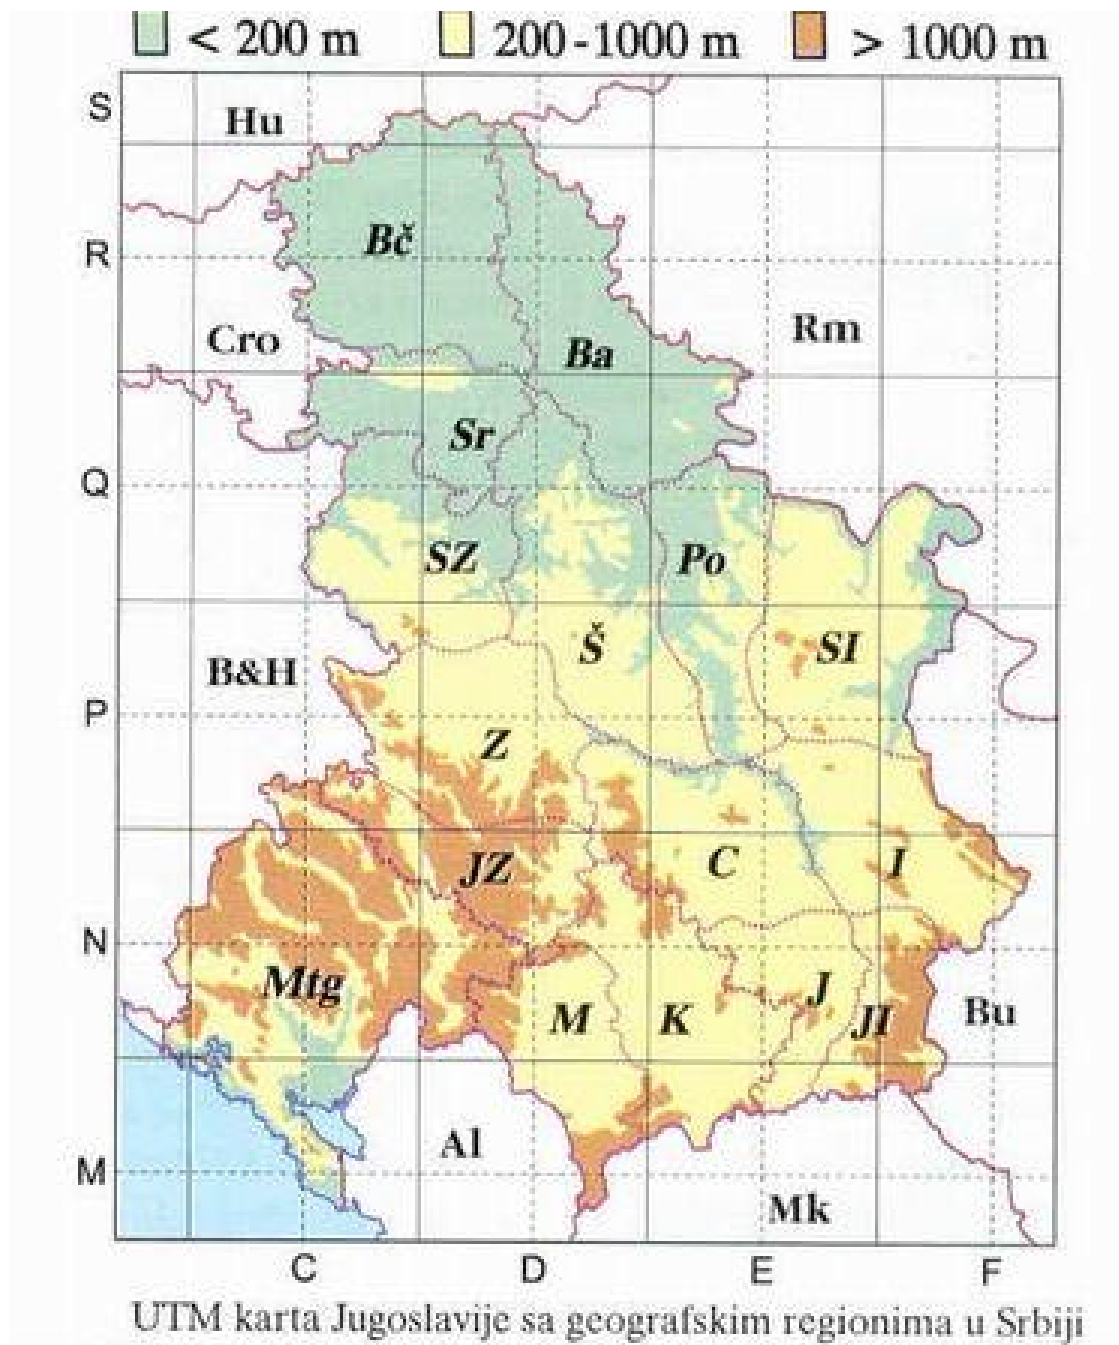 < 200 m 200-1000 m > 1000 m
S
Hu
Bč
R
Cro
Rm
Ba
Sr
Q
SZ
Po
Š
SI
B&H
P
Z
JZ
C
I
N
Mtg
M
K
J
JI
Bu
Al
M
Mk
C D E F
UTM karta Jugoslavije sa geografskim regionima u Srbiji